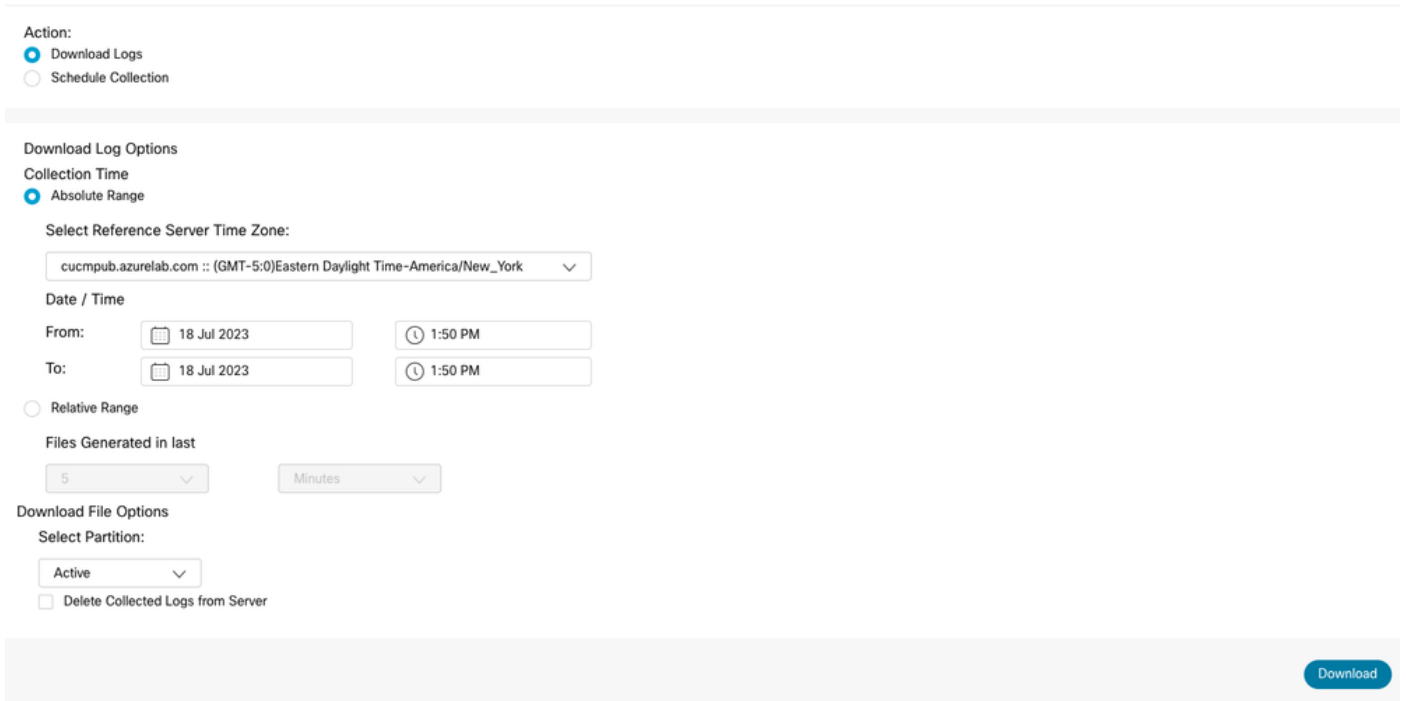 Action:
Download Logs
Schedule Collection
Download Log Options
Collection Time
Absolute Range
Select Reference Server Time Zone:
cucmpub.azurelab.com :: (GMT-5:0)Eastern Daylight Time-America/New_York
Date / Time
From: 18 Jul 2023 1:50 PM
To: 18 Jul 2023 1:50 PM
Relative Range
Files Generated in last
5 Minutes
Download File Options
Select Partition:
Active
Delete Collected Logs from Server
Download